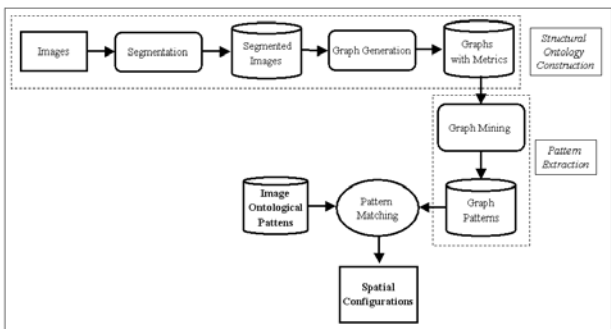 Images
Segmentation
Segmented
Images
Graph Generation
Graphs
with Metrics
Structural
Ontology
Construction
Graph Mining
Pattern
Extraction
Image
Ontological
Pattens
Pattern
Matching
Graph
Patterns
Spatial
Configurations